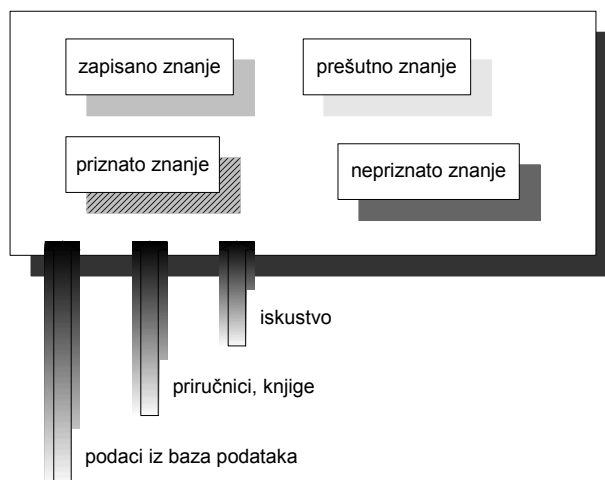 zapisano znanje
prešutno znanje
priznato znanje
nepriznato znanje
iskustvo
priručnici, knjige
podaci iz baza podataka